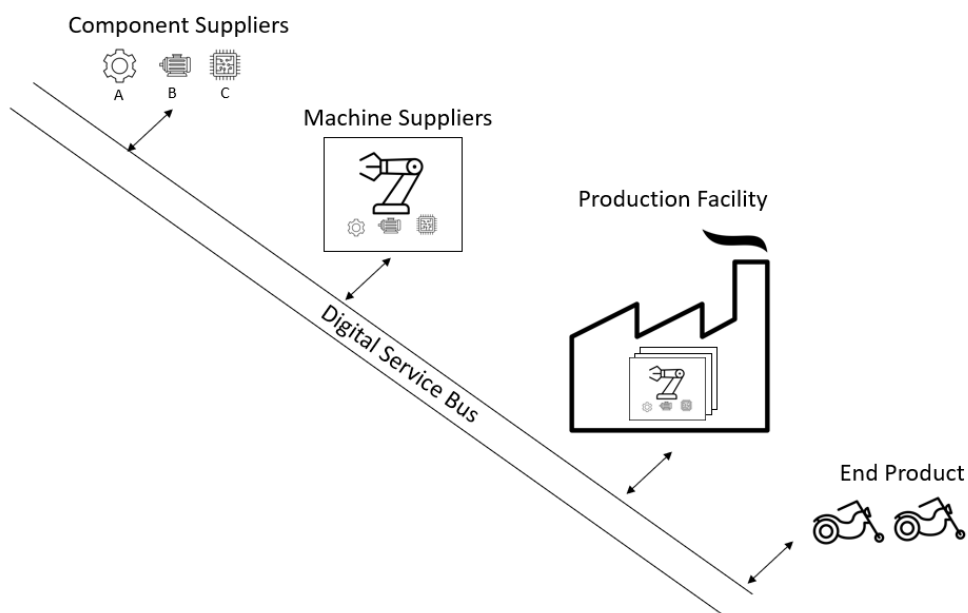 Component Suppliers
A B C
Machine Suppliers
Production Facility
Digital Service Bus
End Product